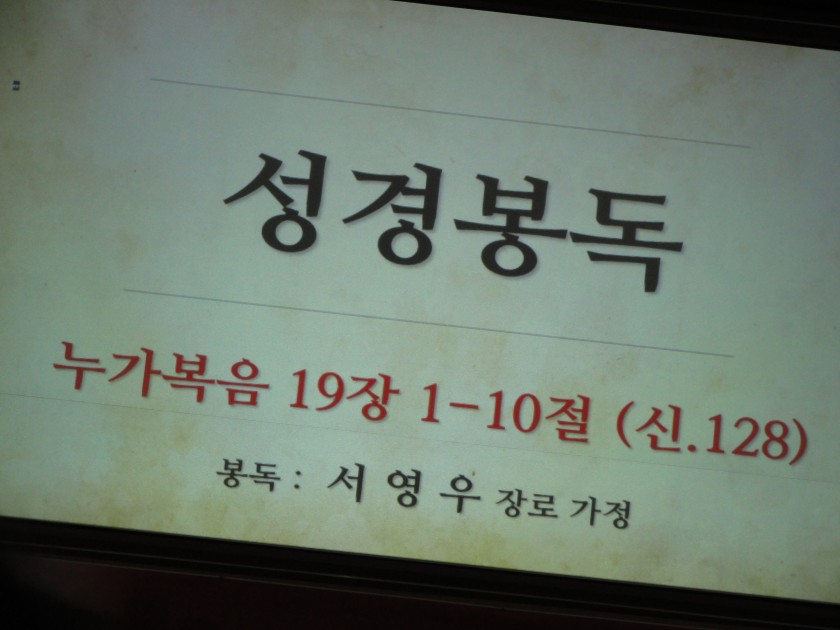 성경봉독
누가복음 19장 1-10절 (신.128)
봉독 : 서 영 우 장로 가정